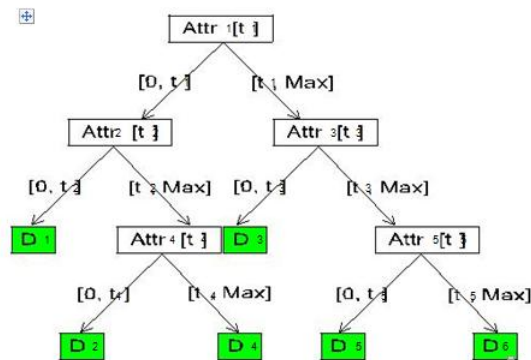 Attr 1[t 1]
[0, t 1] [t 1, Max]
Attr2 [t 2] Attr 3[t 3]
[0, t 2] [t 2, Max] [0, t 3] [t 3, Max]
D 1 Attr 4 [t 4] D 3 Attr 5[t 5]
[0, t4] [t 4, Max] [0, t 5] [t 5, Max]
D 2 D 4 D 5 D 6